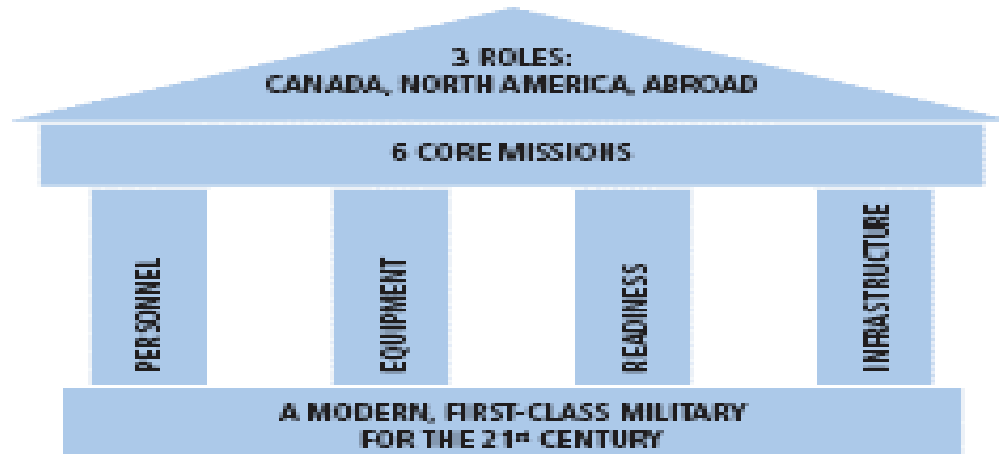 3 ROLES:
CANADA, NORTH AMERICA, ABROAD
6 CORE MISSIONS
PERSONNEL
EQUIPMENT
READINESS
INFRASTRUCTURE
A MODERN, FIRST-CLASS MILITARY
FOR THE 21st CENTURY